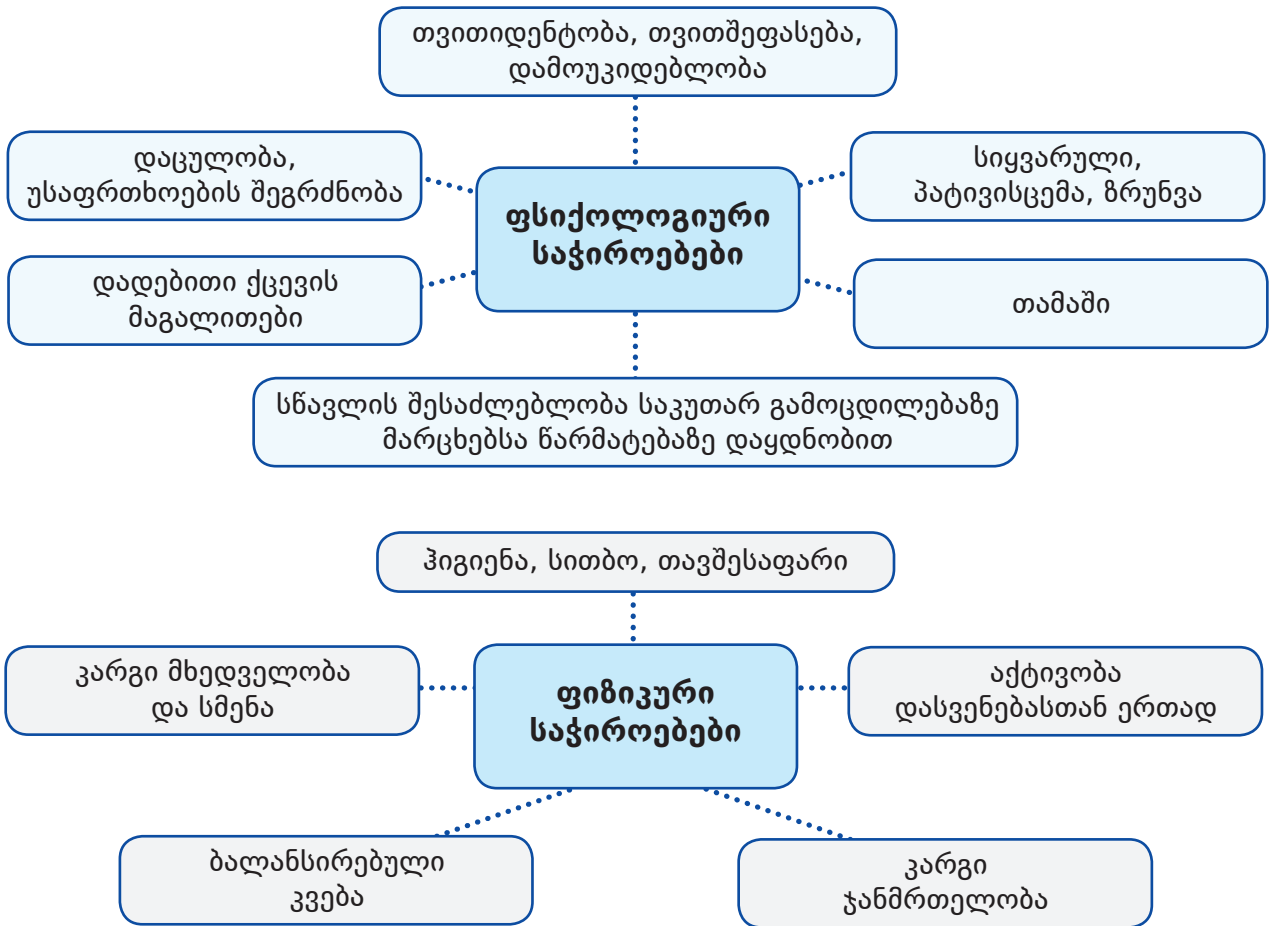 თვითიდენტობა, თვითშეფასება,
დამოუკიდებლობა
დაცულობა,
უსაფრთხოების შეგრძნობა
სიყვარული,
პატივისცემა, ზრუნვა
ფსიქოლოგიური
საჭიროებები
დადებითი ქცევის
მაგალითები
თამაში
სწავლის შესაძლებლობა საკუთარ გამოცდილებაზე
მარცხებსა წარმატებაზე დაყდნობით
ჰიგიენა, სითბო, თავშესაფარი
კარგი მხედველობა
და სმენა
ფიზიკური
საჭიროებები
აქტივობა
დასვენებასთან ერთად
ბალანსირებული
კვება
კარგი
ჯანმრთელობა